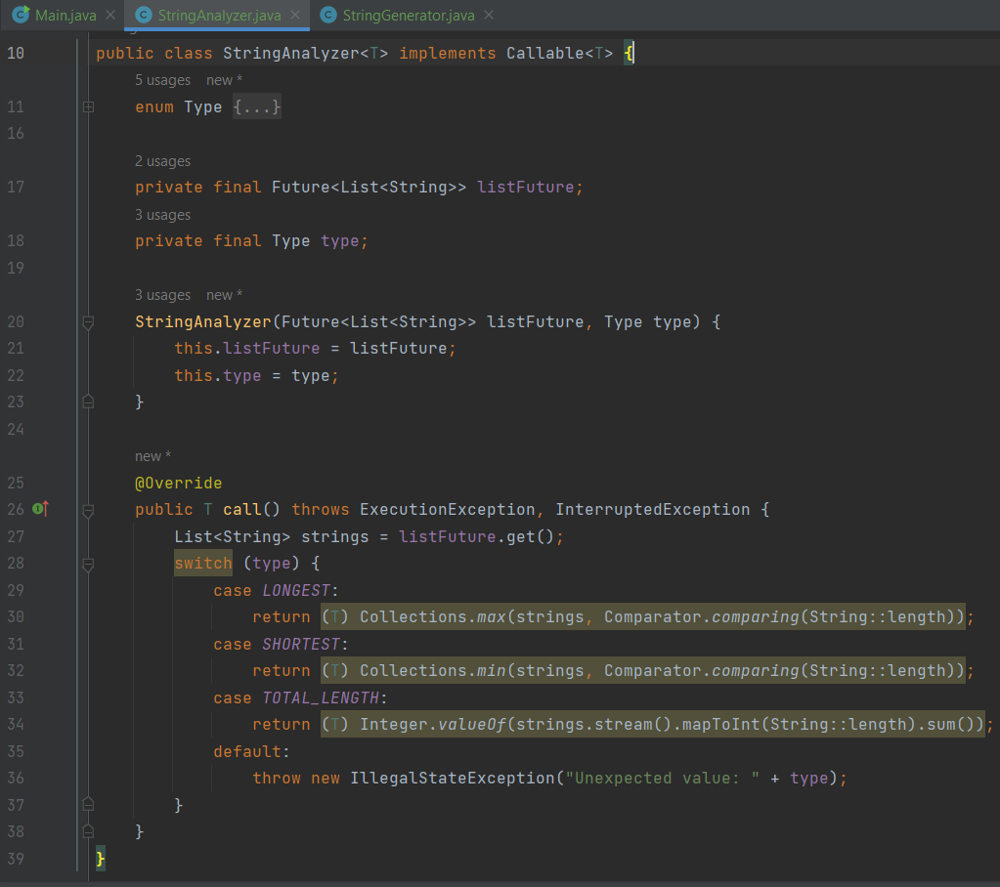 Main.java StringAnalyzer.java StringGenerator.java
10 public class StringAnalyzer<T> implements Callable<T> {
5 usages new *
11 enum Type {...}
16
2 usages
17 private final Future<List<String>> listFuture;
3 usages
18 private final Type type;
19
3 usages new *
20 StringAnalyzer(Future<List<String>> listFuture, Type type) {
21 this.listFuture = listFuture;
22 this.type = type;
23 }
24
new *
25 @Override
26 public T call() throws ExecutionException, InterruptedException {
27 List<String> strings = listFuture.get();
28 switch (type) {
29 case LONGEST:
30 return (T) Collections.max(strings, Comparator.comparing(String::length));
31 case SHORTEST:
32 return (T) Collections.min(strings, Comparator.comparing(String::length));
33 case TOTAL_LENGTH:
34 return (T) Integer.valueOf(strings.stream().mapToInt(String::length).sum());
35 default:
36 throw new IllegalStateException("Unexpected value: " + type);
37 }
38 }
39 }